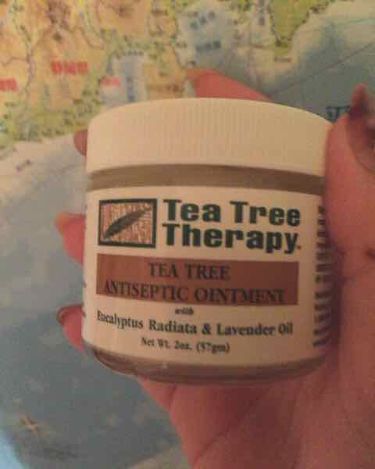 Tea Tree
Therapy
TEA TREE
ANTISEPTIC OINTMENT
with
Eucalyptus Radiata & Lavender Oil
Net Wt. 2oz. (57gm)